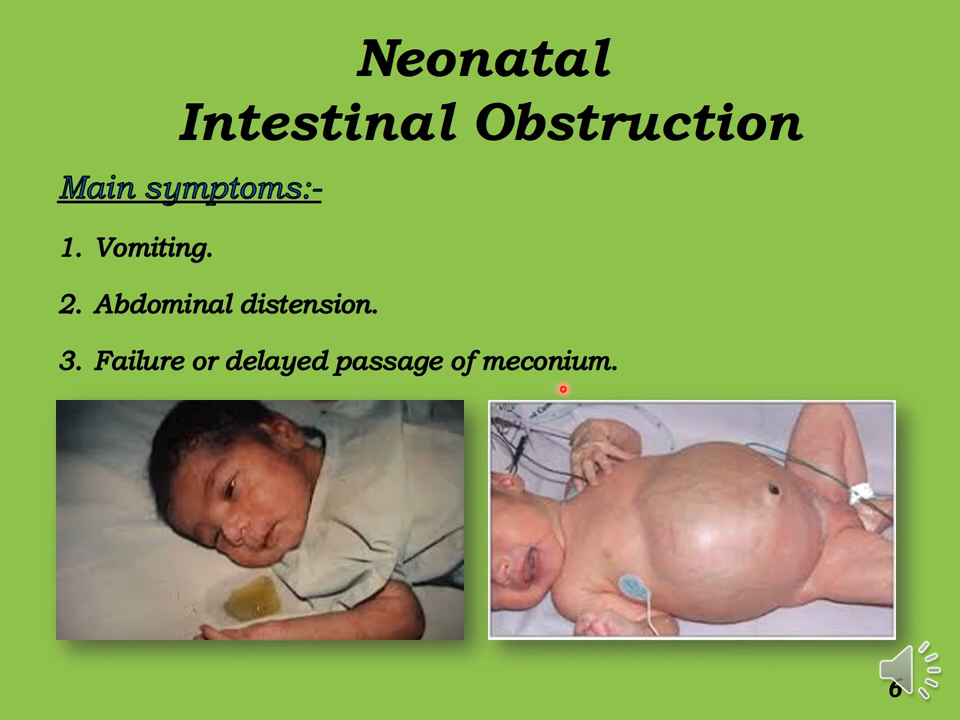 Neonatal
Intestinal Obstruction
Main symptoms:-
1. Vomiting.
2. Abdominal distension.
3. Failure or delayed passage of meconium.
6